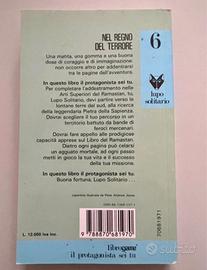 NEL REGNO
DEL TERRORE
6
lupo
solitario
Una matita, una gomma e una buona
dose di coraggio e di immaginazione:
non occorre altro per addentrarsi
tra le pagine dell'avventura.
In questo libro il protagonista sei tu.
Per completare l'addestramento nelle
Arti Superiori del Ramastan, tu,
Lupo Solitario, devi partire verso le
lontane terre del sud, alla ricerca
della leggendaria Pietra della Sapienza.
Dovrai scegliere il tuo percorso in un
territorio battuto da bande di
feroci mercenari.
Dovrai fare appello alle prodigiose
capacità apprese sul Libro del Ramastan.
Dietro ogni pagina può celarsi
un agguato mortale, ad ogni passo
metti in gioco la tua vita e il successo
della tua missione.
In questo libro il protagonista sei tu.
Buona fortuna, Lupo Solitario...
L. 12.000 iva inc.
9 788870 681970
70681971
librogame
il protagonista sei tu
subito